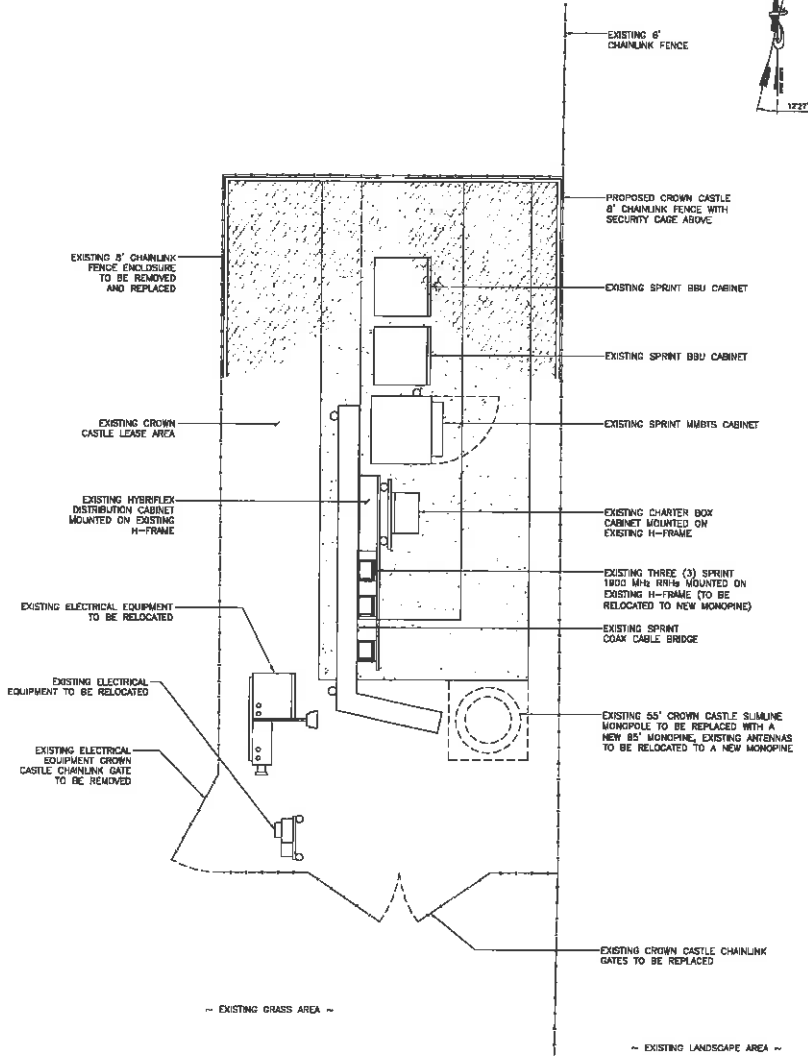 EXISTING 6'
CHAINLINK FENCE
PROPOSED CROWN CASTLE
8' CHAINLINK FENCE WITH
SECURITY CAGE ABOVE
EXISTING 8' CHAINLINK
FENCE ENCLOSURE
TO BE REMOVED
AND REPLACED
EXISTING SPRINT BBU CABINET
EXISTING SPRINT BBU CABINET
EXISTING CROWN
CASTLE LEASE AREA
EXISTING SPRINT MMBTS CABINET
EXISTING HYBRIFLEX
DISTRIBUTION CABINET
MOUNTED ON EXISTING
H-FRAME
EXISTING CHARTER BOX
CABINET MOUNTED ON
EXISTING H-FRAME
EXISTING THREE (3) SPRINT
1900 MHz RRHs MOUNTED ON
EXISTING H-FRAME (TO BE
RELOCATED TO NEW MONOPINE)
EXISTING ELECTRICAL EQUIPMENT
TO BE RELOCATED
EXISTING SPRINT
COAX CABLE BRIDGE
EXISTING ELECTRICAL
EQUIPMENT TO BE RELOCATED
EXISTING 55' CROWN CASTLE SLIMLINE
MONOPOLE TO BE REPLACED WITH A
NEW 85' MONOPINE, EXISTING ANTENNAS
TO BE RELOCATED TO A NEW MONOPINE
EXISTING ELECTRICAL
EQUIPMENT CROWN
CASTLE CHAINLINK GATE
TO BE REMOVED
EXISTING CROWN CASTLE CHAINLINK
GATES TO BE REPLACED
~ EXISTING GRASS AREA ~
~ EXISTING LANDSCAPE AREA ~